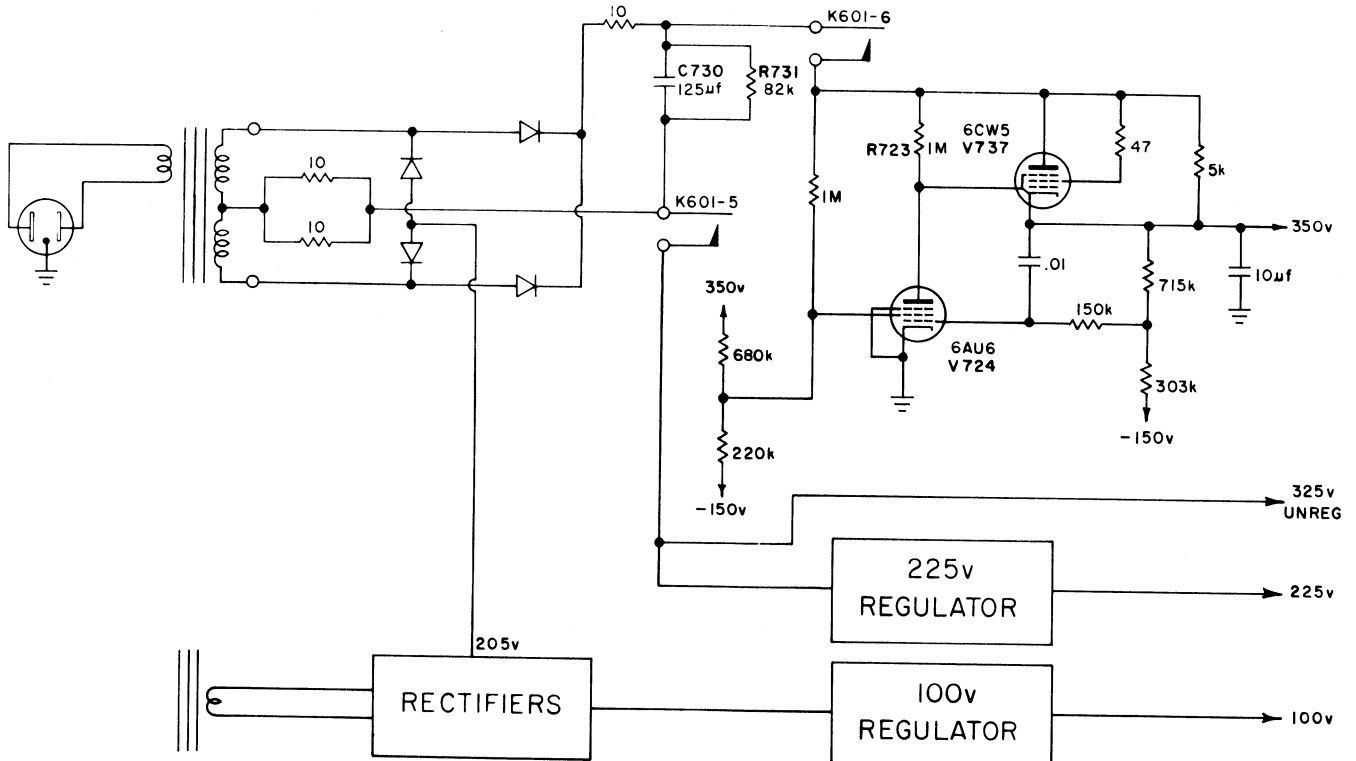 10
K601-6
C730
125µf
R731
82k
6CW5
V737
R723
1M
47
5k
10
1M
K601-5
10
350v
.01
715k
10µf
350v
150k
680k
6AU6
V724
303k
-150v
220k
-150v
325v
UNREG
225v
REGULATOR
225v
205v
RECTIFIERS
100v
REGULATOR
100v